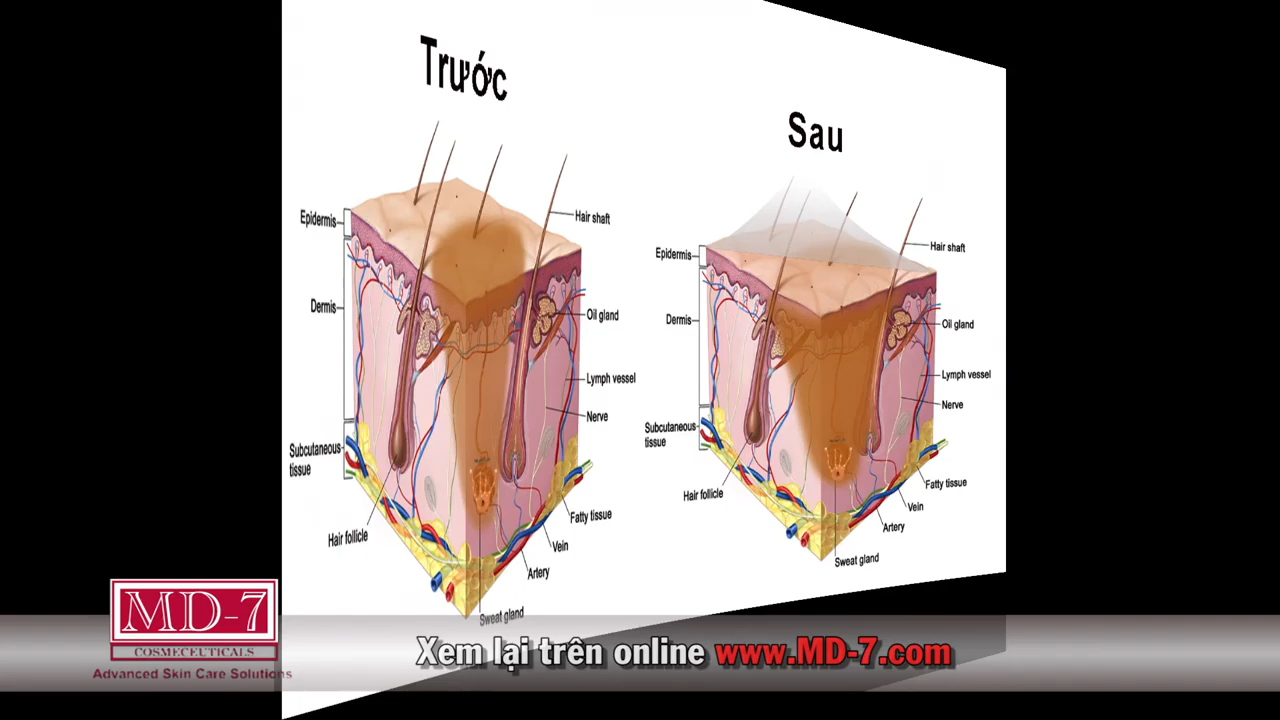 Trước
Epidermis
Dermis
Subcutaneous
tissue
Hair follicle
Hair shaft
Oil gland
Lymph vessel
Nerve
Fatty tissue
Vein
Artery
Sweat gland
Sau
Epidermis
Dermis
Subcutaneous
tissue
Hair follicle
Hair shaft
Oil gland
Lymph vessel
Nerve
Fatty tissue
Vein
Artery
Sweat gland
MD-7
COSMECEUTICALS
Advanced Skin Care Solutions
Xem lại trên online www.MD-7.com